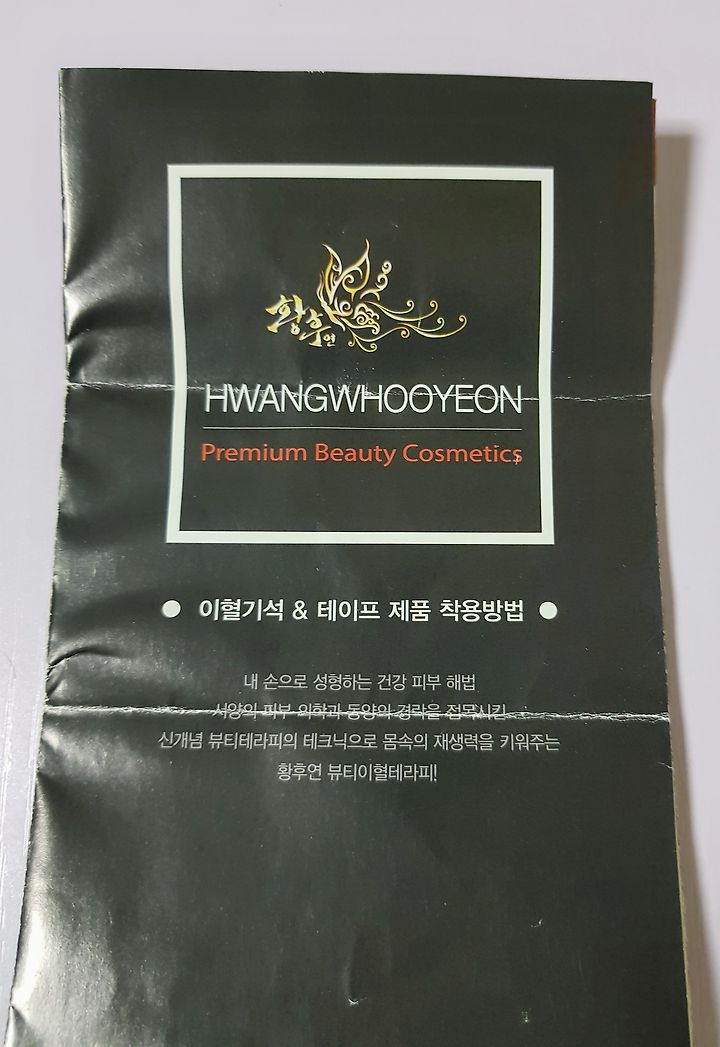 황후연
HWANGWHOOYEON
Premium Beauty Cosmetics
● 이혈기석 & 테이프 제품 착용방법 ●
내 손으로 성형하는 건강 피부 해법
서양의 피부 의학과 동양의 경락을 접목시킨
신개념 뷰티테라피의 테크닉으로 몸속의 재생력을 키워주는
황후연 뷰티이혈테라피!